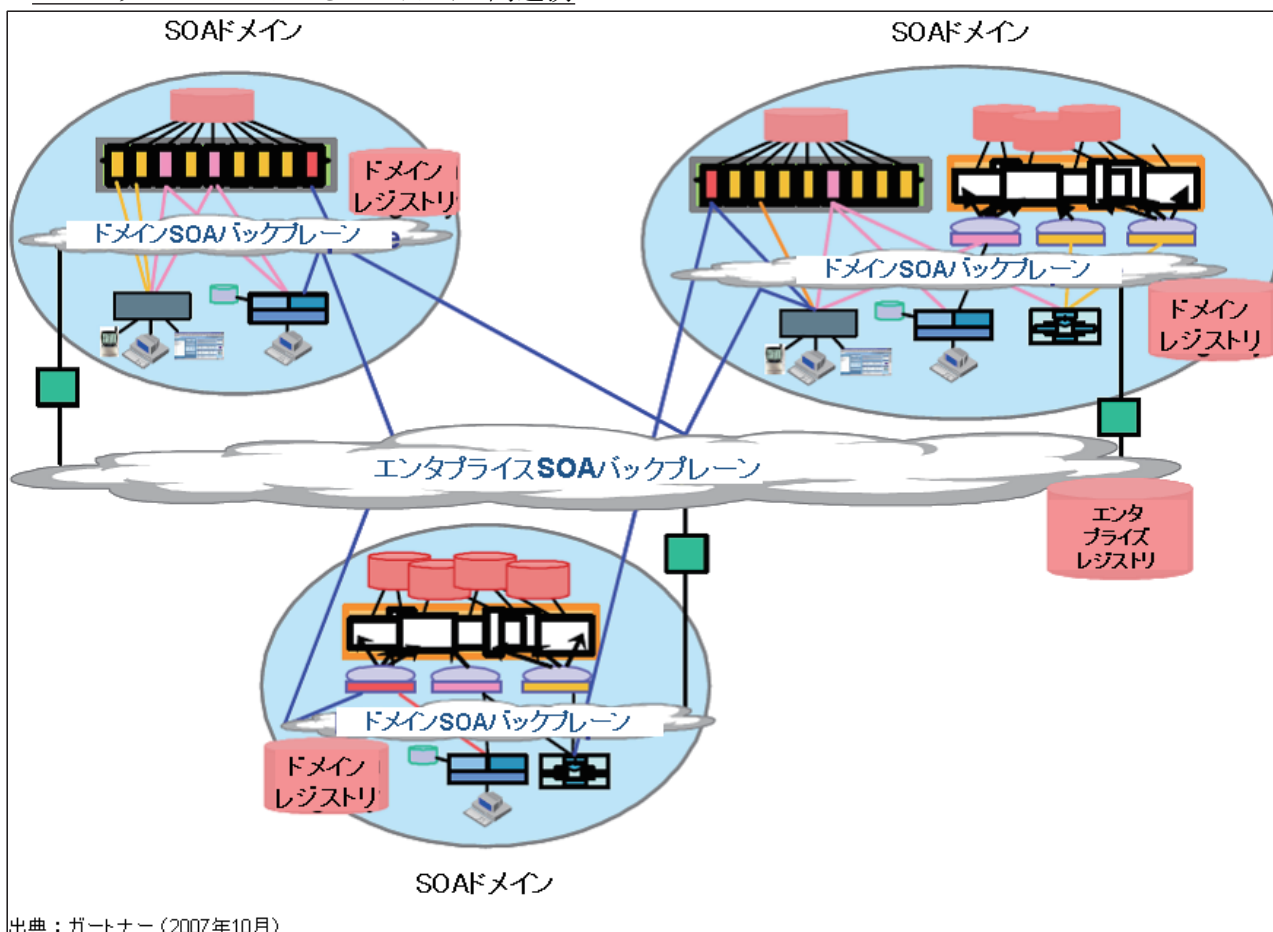 SOAドメイン
SOAドメイン
ドメイン
レジストリ
ドメインSOAバックプレーン
ドメインSOAバックプレーン
ドメイン
レジストリ
エンタプライスSOAバックプレーン
エンタ
プライズ
レジストリ
ドメインSOAバックプレーン
ドメイン
レジストリ
SOAドメイン
出典：ガートナー（2007年10月）